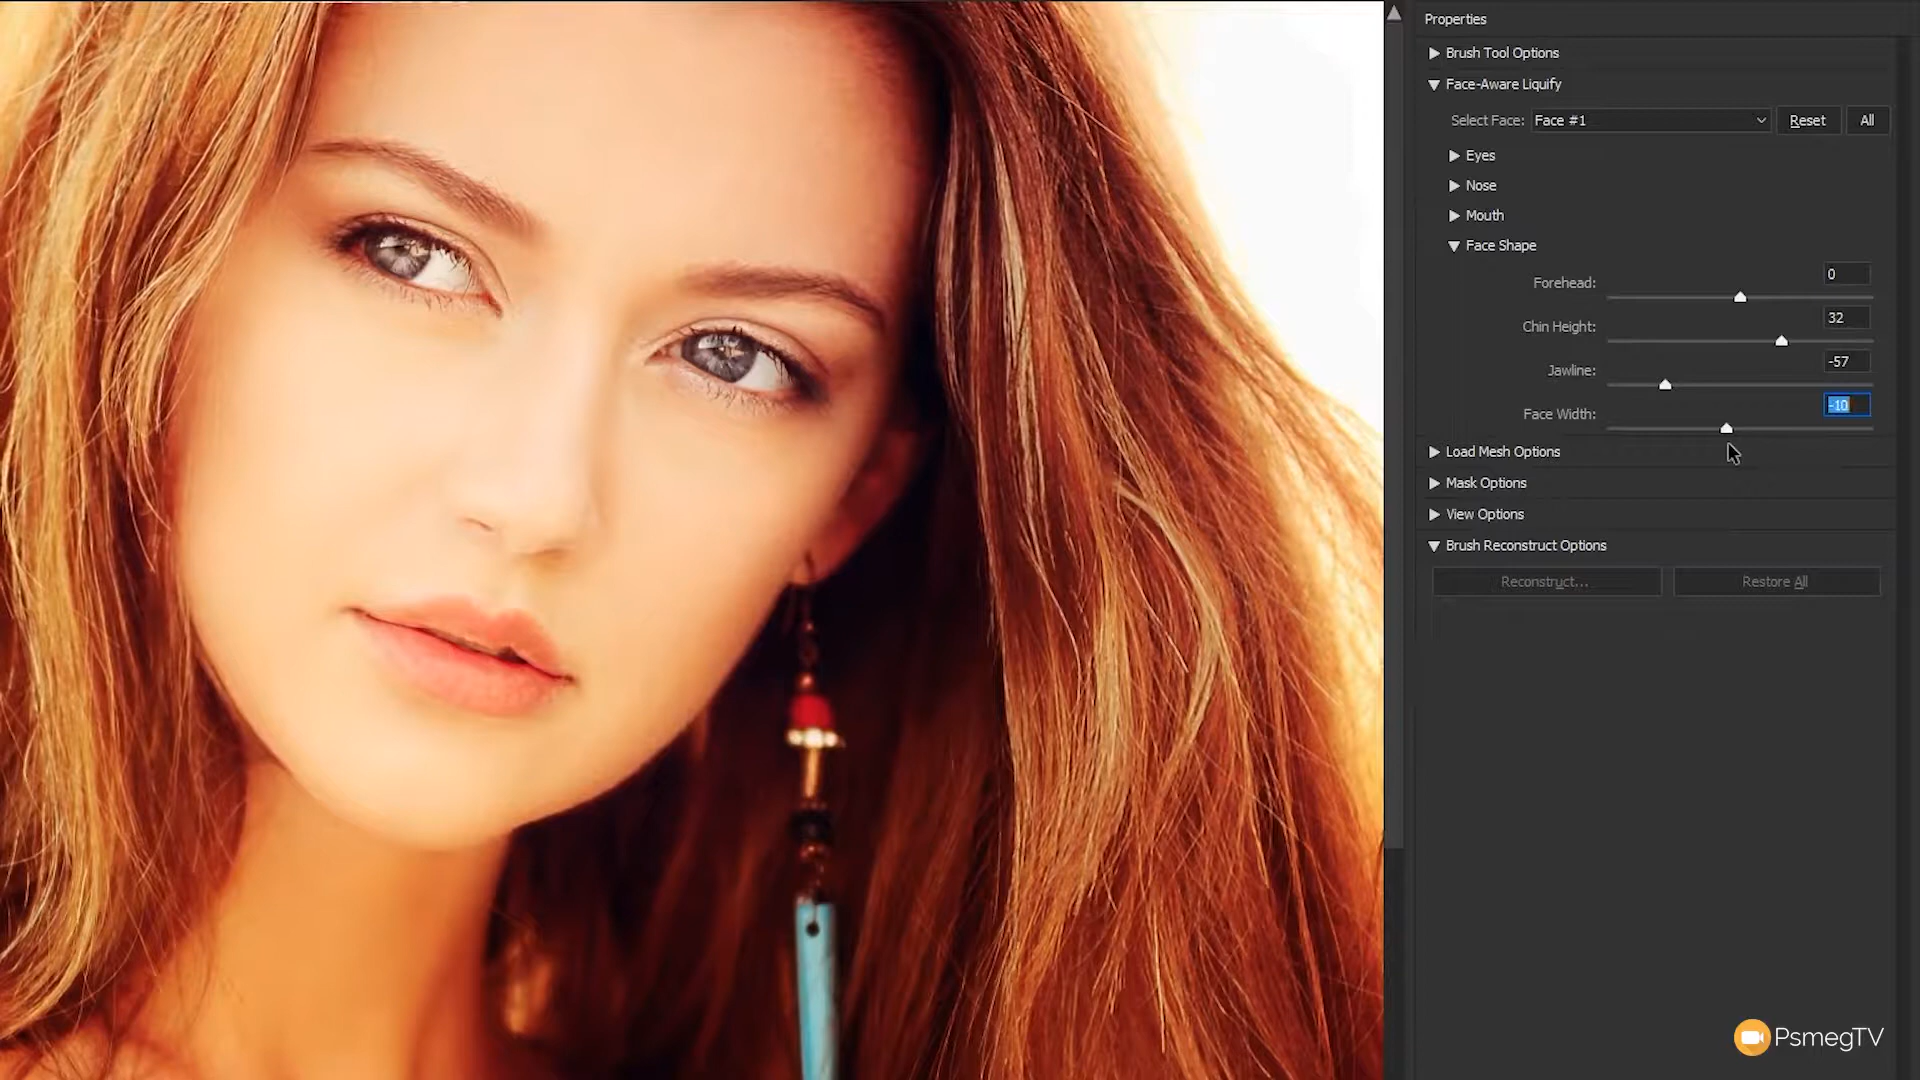 Properties
Brush Tool Options
Face-Aware Liquify
Select Face: Face #1 Reset All
Eyes
Nose
Mouth
Face Shape
Forehead: 0
Chin Height: 32
Jawline: -57
Face Width: -10
Load Mesh Options
Mask Options
View Options
Brush Reconstruct Options
Reconstruct... Restore All
PsmegTV